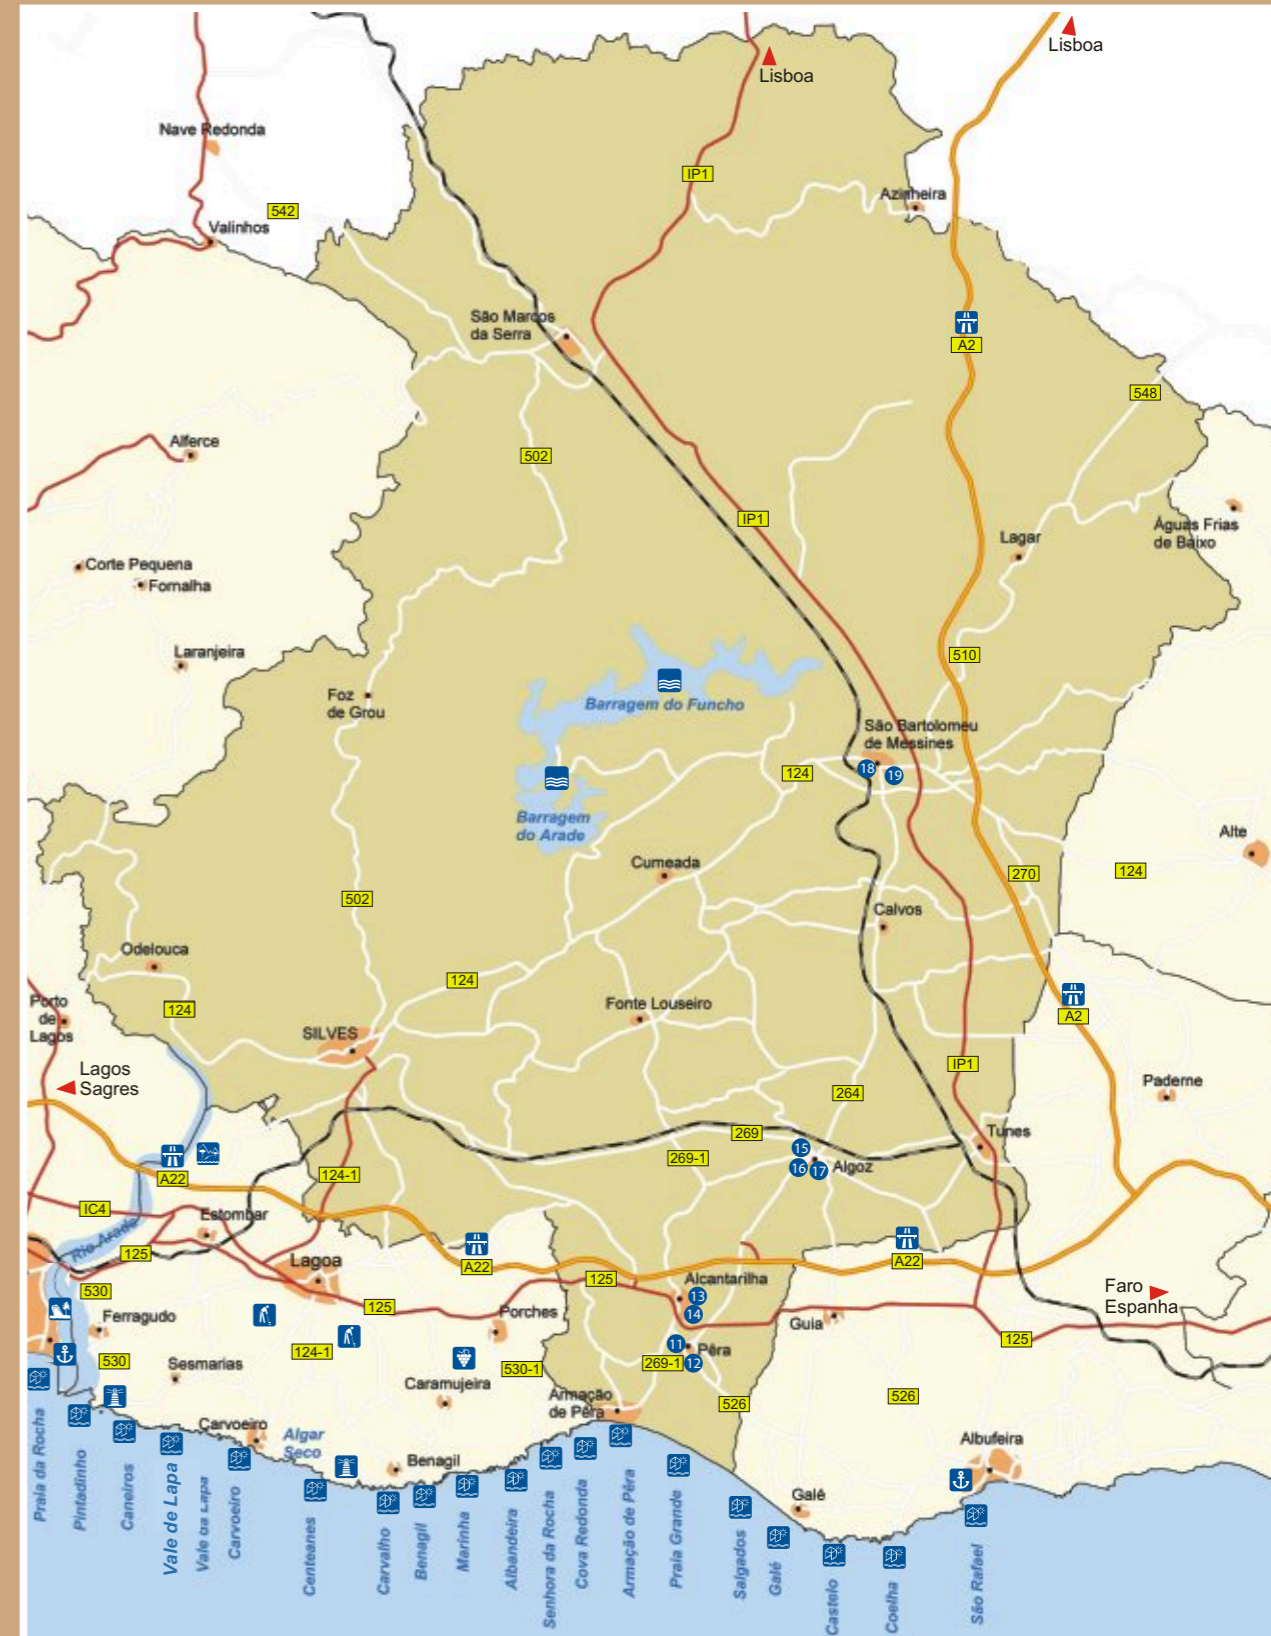 Lisboa
Lisboa
Nave Redonda
IP1
Azinheira
542
Valinhos
São Marcos
da Serra
A2
548
Alferce
502
IP1
Águas Frias
de Baixo
Lagar
Corte Pequena
Fornalha
Laranjeira
510
Foz
de Grou
Barragem do Funcho
São Bartolomeu
de Messines
18
19
124
Barragem
do Arade
Alte
Cumeada
270
124
502
Calvos
Odelouca
124
Porto
de
Lagos
124
Fonte Louseiro
A2
SILVES
Lagos
Sagres
IP1
Paderne
264
269
Tunes
15
269-1
16
17
Algoz
124-1
A22
IC4
Estombar
Rio Arade
125
Lagoa
A22
A22
125
Alcantarilha
13
530
Faro
Espanha
125
14
Ferragudo
Porches
Guia
125
11
Pêra
12
124-1
530
269-1
530-1
Sesmarias
Caramujeira
Armação
de Pêra
526
526
Carvoeiro
Algar
Seco
Albufeira
Benagil
Galé
Praia da Rocha
Pintadinho
Caneiros
Vale de Lapa
Vale da Lapa
Carvoeiro
Centeanes
Carvalho
Benagil
Marinha
Albandeira
Senhora da Rocha
Cova Redonda
Armação de Pêra
Praia Grande
Salgados
Galé
Castelo
Coelha
São Rafael